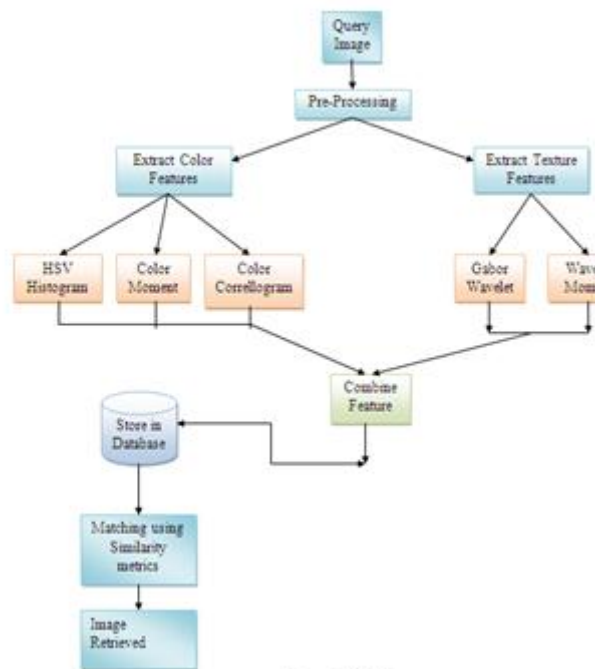 Query
Image
Pre-Processing
Extract Color
Features
Extract Texture
Features
HSV
Histogram
Color
Moment
Color
Correllogram
Gabor
Wavelet
Combine
Feature
Store in
Database
Matching using
Similarity
metrics
Image
Retrieved